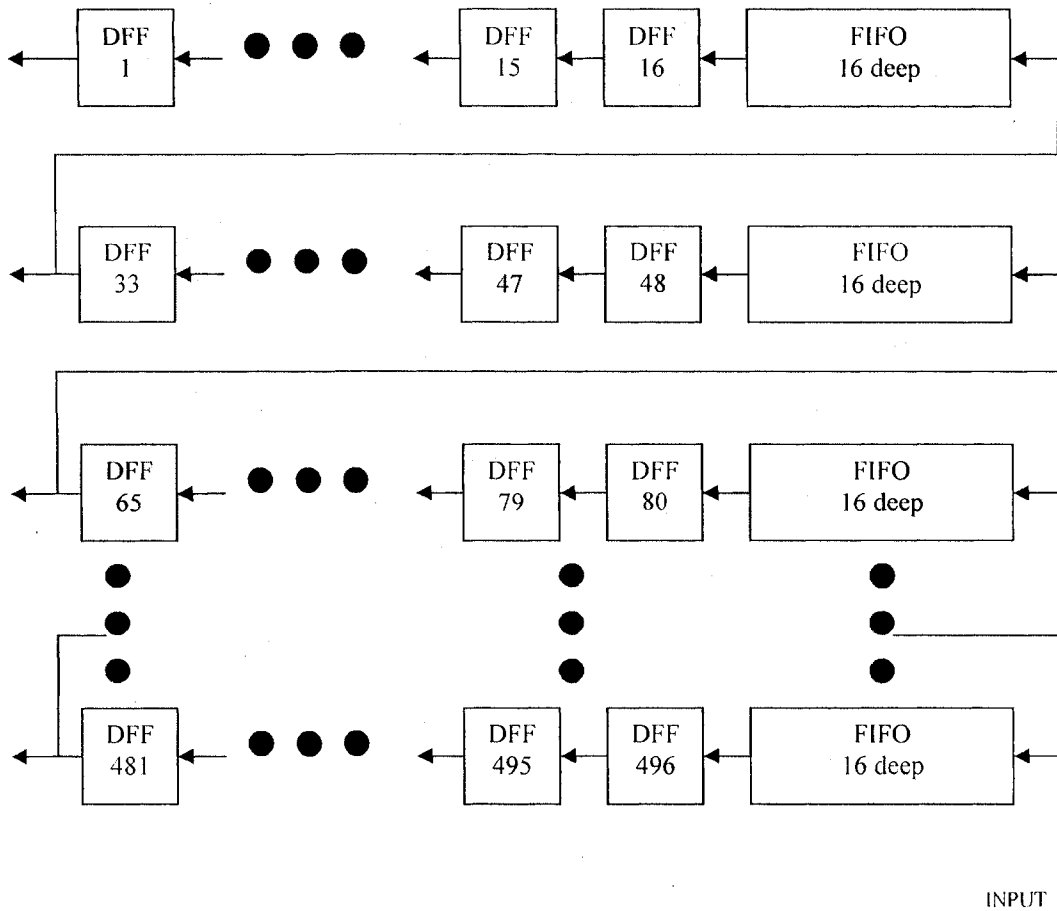 DFF
1
DFF
15
DFF
16
FIFO
16 deep
DFF
33
DFF
47
DFF
48
FIFO
16 deep
DFF
65
DFF
79
DFF
80
FIFO
16 deep
DFF
481
DFF
495
DFF
496
FIFO
16 deep
INPUT